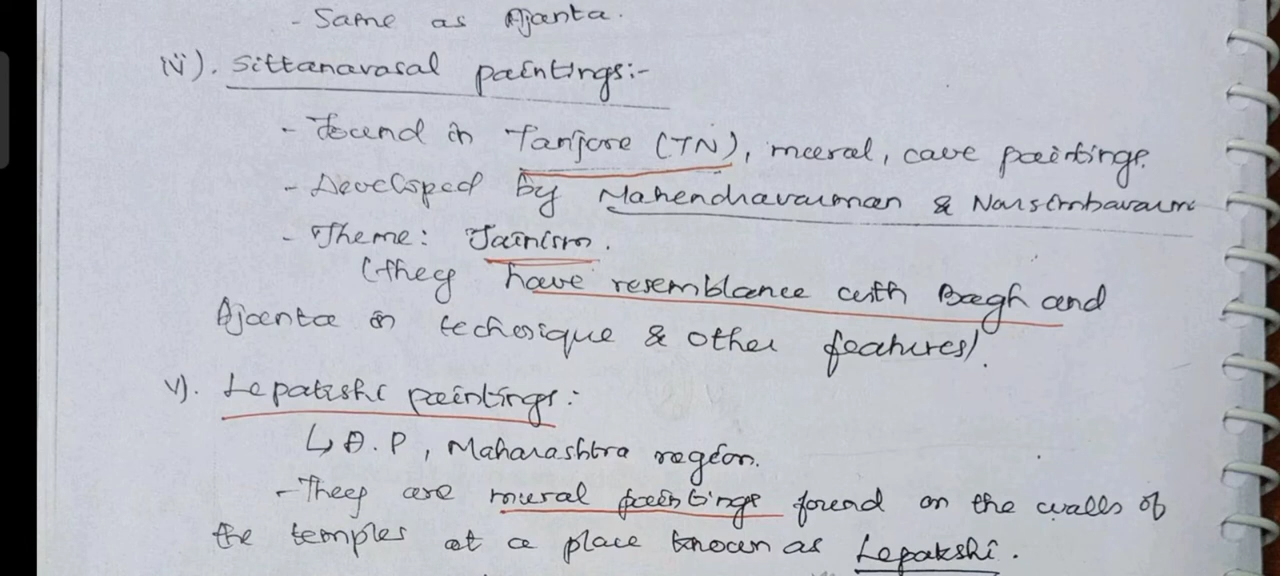 - Same as Ajanta.
iv). Sittanavasal paintings:-
- Found in Tanjore (TN), mural, cave paintings.
- Developed by Mahendravarman & Narsimhavarm
- Theme: Jainism.
(they have resemblance with Bagh and
Ajanta in technique & other features).
v). Lepakshi paintings:
↳ A.P, Maharashtra region.
- They are mural paintings found on the walls of
the temples at a place known as Lepakshi.